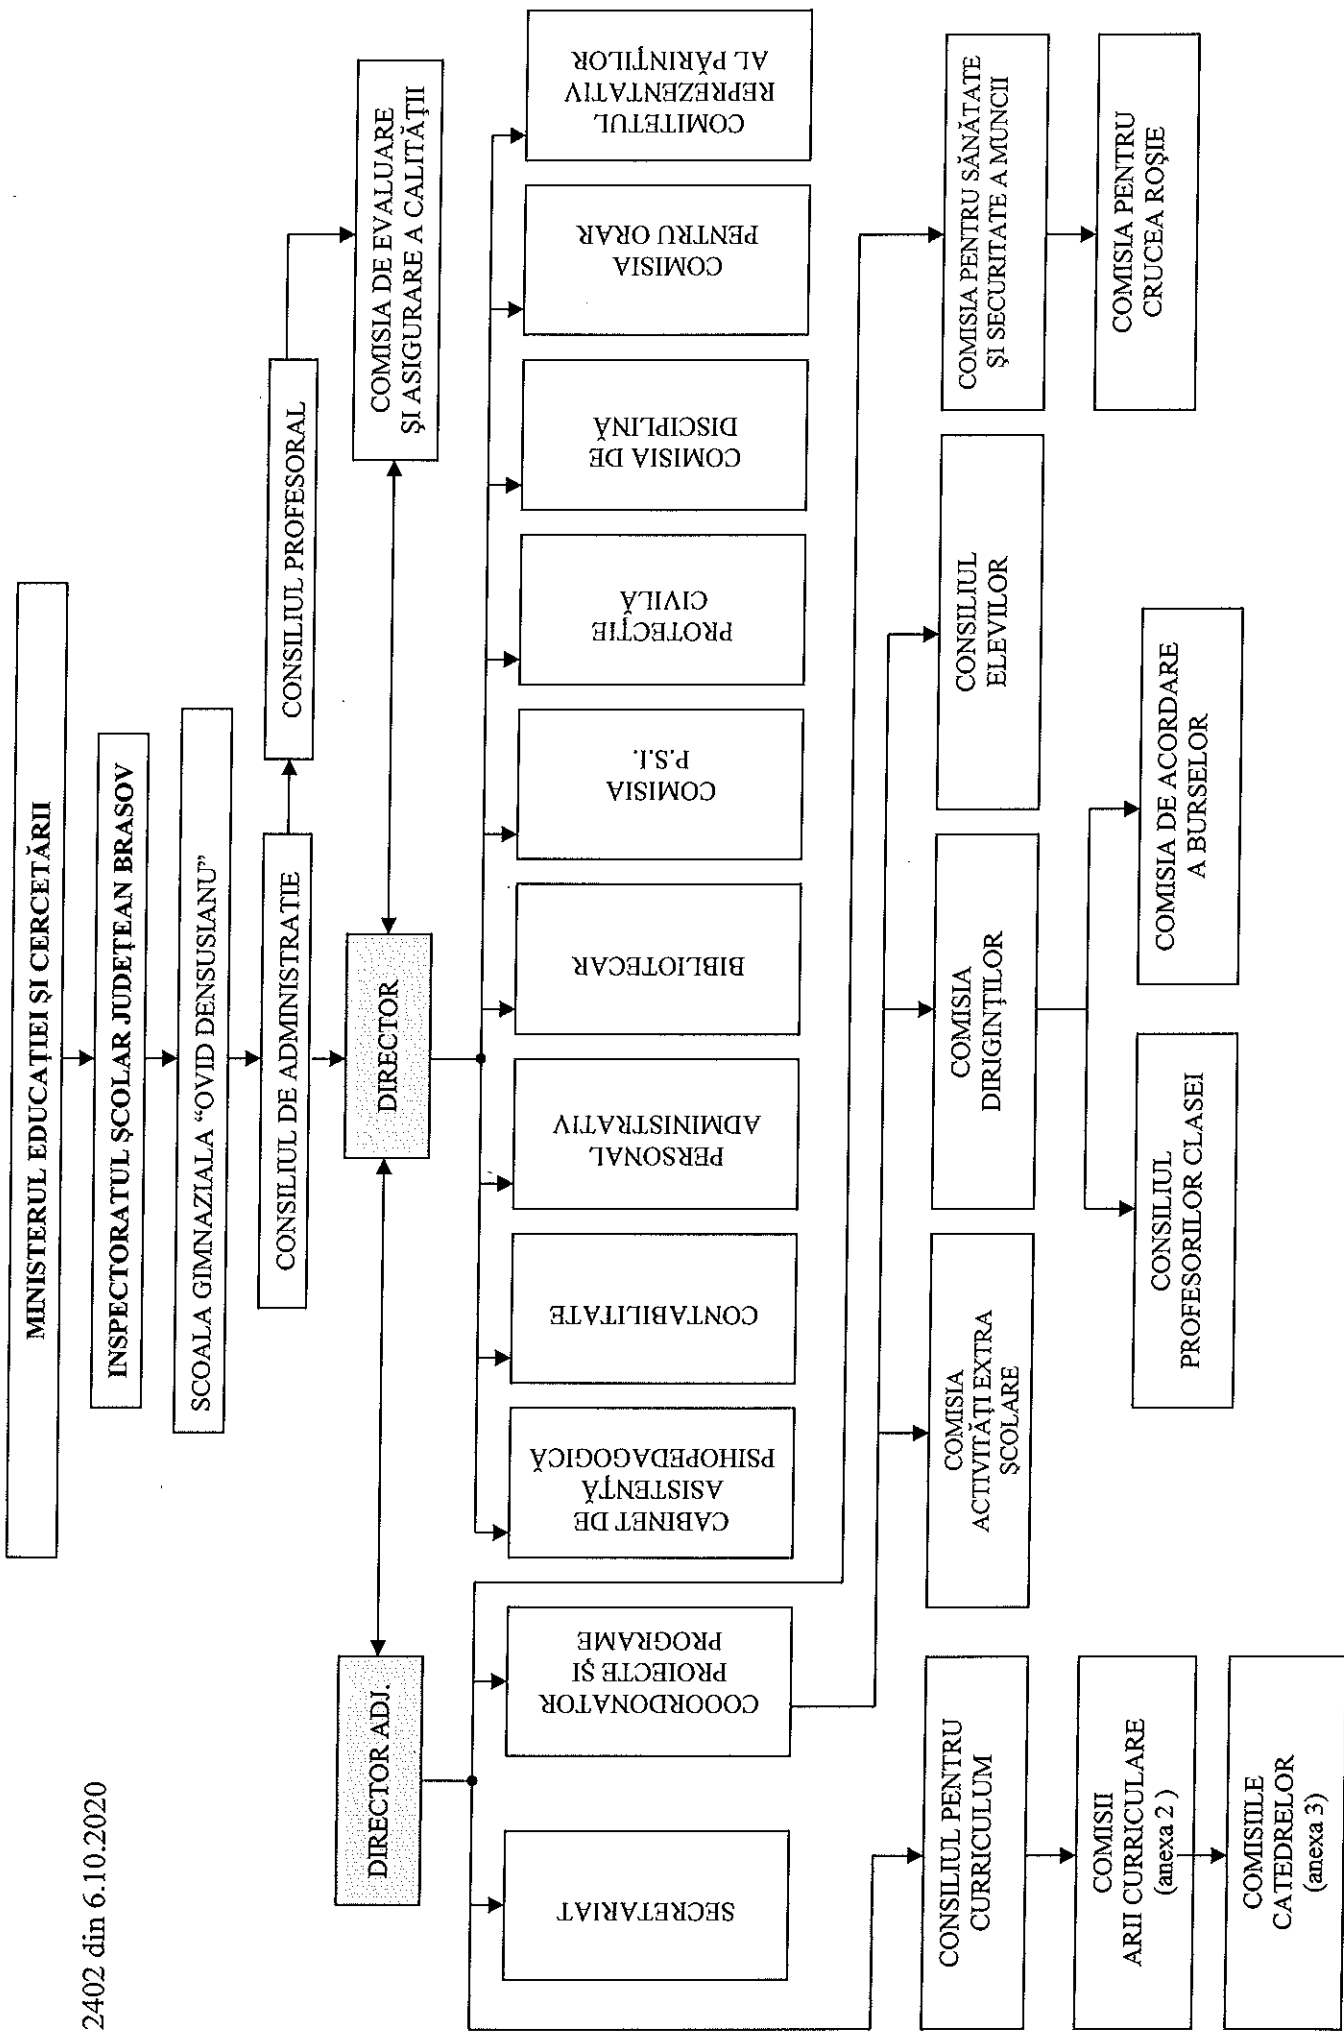 2402 din 6.10.2020
MINISTERUL EDUCAȚIEI ȘI CERCETĂRII
INSPECTORATUL ȘCOLAR JUDEȚEAN BRASOV
SCOALA GIMNAZIALA “OVID DENSUSIANU”
CONSILIUL DE ADMINISTRATIE
CONSILIUL PROFESORAL
DIRECTOR ADJ.
DIRECTOR
COMISIA DE EVALUARE
ȘI ASIGURARE A CALITĂȚII
SECRETARIAT
COOORDONATOR
PROIECTE ȘI
PROGRAME
CABINET DE
ASISTENȚĂ
PSIHOPEDAGOGICĂ
CONTABILITATE
PERSONAL
ADMINISTRATIV
BIBLIOTECAR
COMISIA
P.S.I.
PROTECȚIE
CIVILĂ
COMISIA DE
DISCIPLINĂ
COMISIA
PENTRU ORAR
COMITETUL
REPREZENTATIV
AL PĂRINȚILOR
CONSILIUL PENTRU
CURRICULUM
COMISIA
ACTIVITĂȚI EXTRA
ȘCOLARE
COMISIA
DIRIGINȚILOR
CONSILIUL
ELEVILOR
COMISIA PENTRU SĂNĂTATE
ȘI SECURITATE A MUNCII
COMISII
ARII CURRICULARE
(anexa 2 )
CONSILIUL
PROFESORILOR CLASEI
COMISIA DE ACORDARE
A BURSELOR
COMISIA PENTRU
CRUCEA ROȘIE
COMISIILE
CATEDRELOR
(anexa 3)